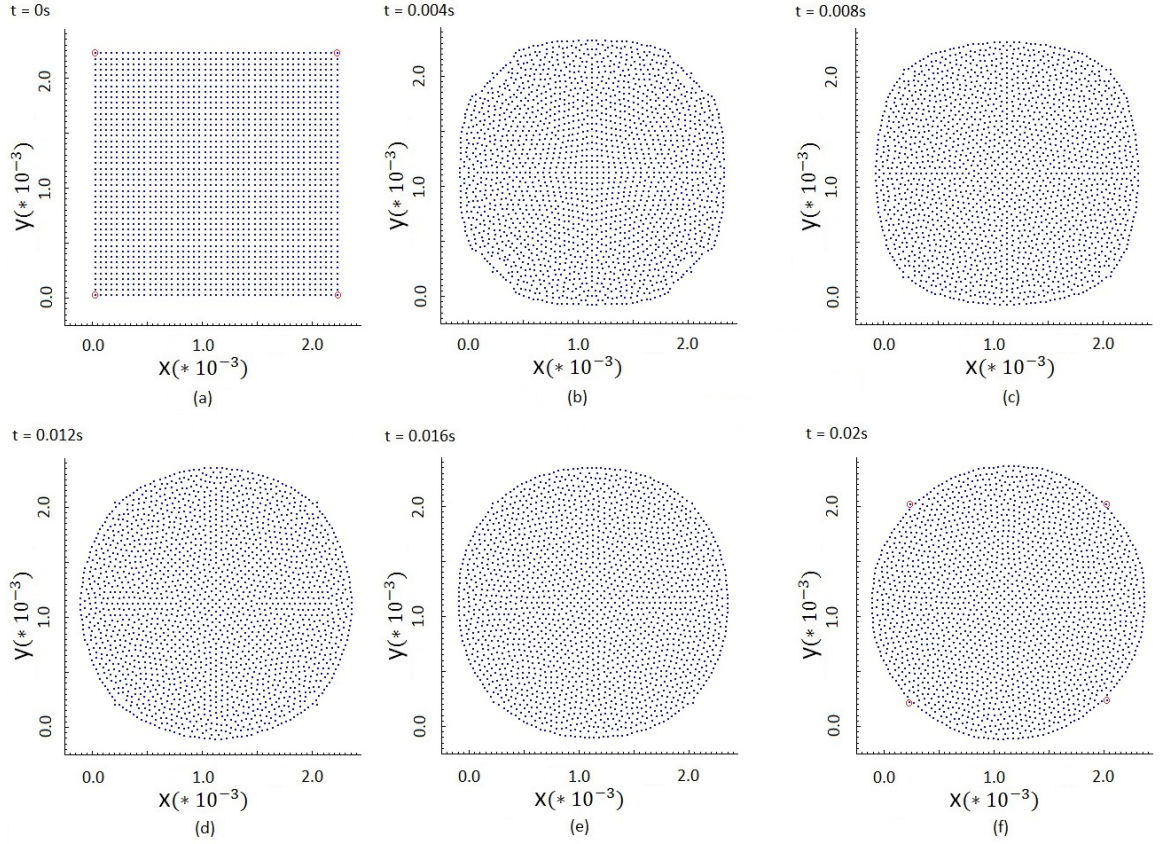 t = 0s
t = 0.004s
t = 0.008s
y(* 10⁻³)
2.0
1.0
0.0
0.0 1.0 2.0
x(* 10⁻³)
(a)
y(* 10⁻³)
2.0
1.0
0.0
0.0 1.0 2.0
x(* 10⁻³)
(b)
y(* 10⁻³)
2.0
1.0
0.0
0.0 1.0 2.0
x(* 10⁻³)
(c)
t = 0.012s
t = 0.016s
t = 0.02s
y(* 10⁻³)
2.0
1.0
0.0
0.0 1.0 2.0
x(* 10⁻³)
(d)
y(* 10⁻³)
2.0
1.0
0.0
0.0 1.0 2.0
x(* 10⁻³)
(e)
y(* 10⁻³)
2.0
1.0
0.0
0.0 1.0 2.0
x(* 10⁻³)
(f)